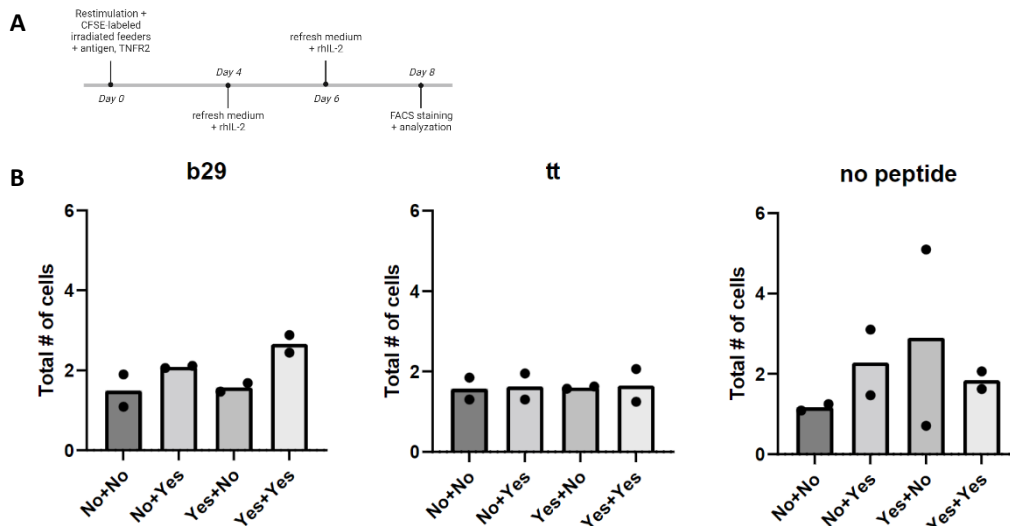 A
Restimulation +
CFSE-labeled
irradiated feeders
+ antigen, TNFR2
refresh medium
+ rhIL-2
Day 4
Day 8
Day 0
Day 6
refresh medium
+ rhIL-2
FACS staining
+ analyzation
B
b29
Total # of cells
6
4
2
0
No+No
No+Yes
Yes+No
Yes+Yes
tt
Total # of cells
6
4
2
0
No+No
No+Yes
Yes+No
Yes+Yes
no peptide
Total # of cells
6
4
2
0
No+No
No+Yes
Yes+No
Yes+Yes